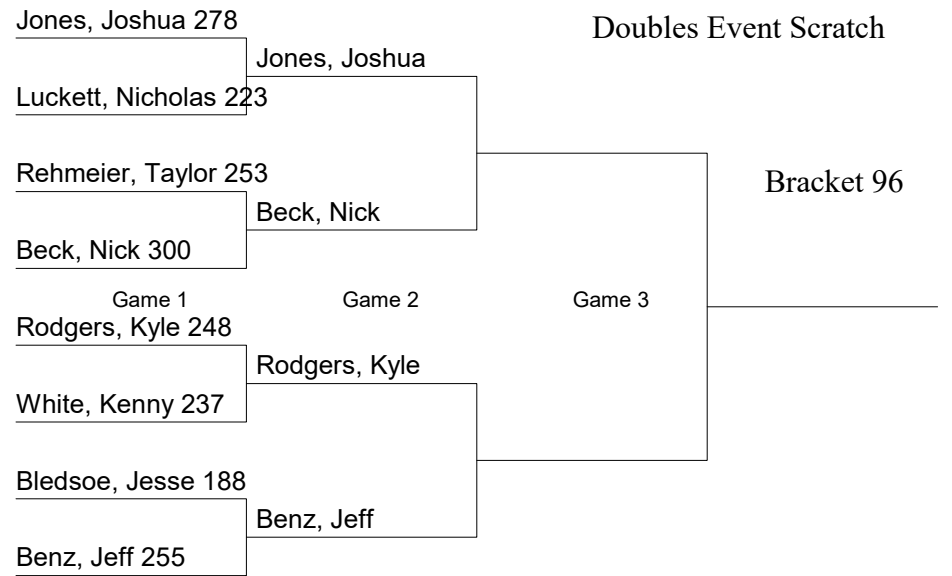 Doubles Event Scratch
Bracket 96
Jones, Joshua 278
Luckett, Nicholas 223
Rehmeier, Taylor 253
Beck, Nick 300
Game 1
Rodgers, Kyle 248
White, Kenny 237
Bledsoe, Jesse 188
Benz, Jeff 255
Jones, Joshua
Beck, Nick
Game 2
Rodgers, Kyle
Benz, Jeff
Game 3